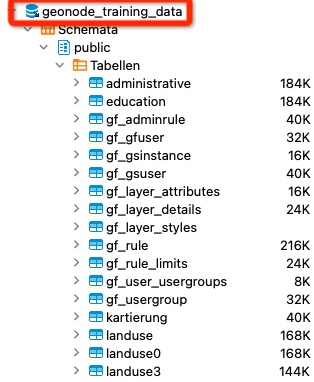 geonode_training_data
Schemata
public
Tabellen
administrative 184K
education 184K
gf_adminrule 40K
gf_gfuser 32K
gf_gsinstance 16K
gf_gsuser 40K
gf_layer_attributes 16K
gf_layer_details 24K
gf_layer_styles
gf_rule 216K
gf_rule_limits 24K
gf_user_usergroups 8K
gf_usergroup 32K
kartierung 40K
landuse 168K
landuse0 168K
landuse3 144K